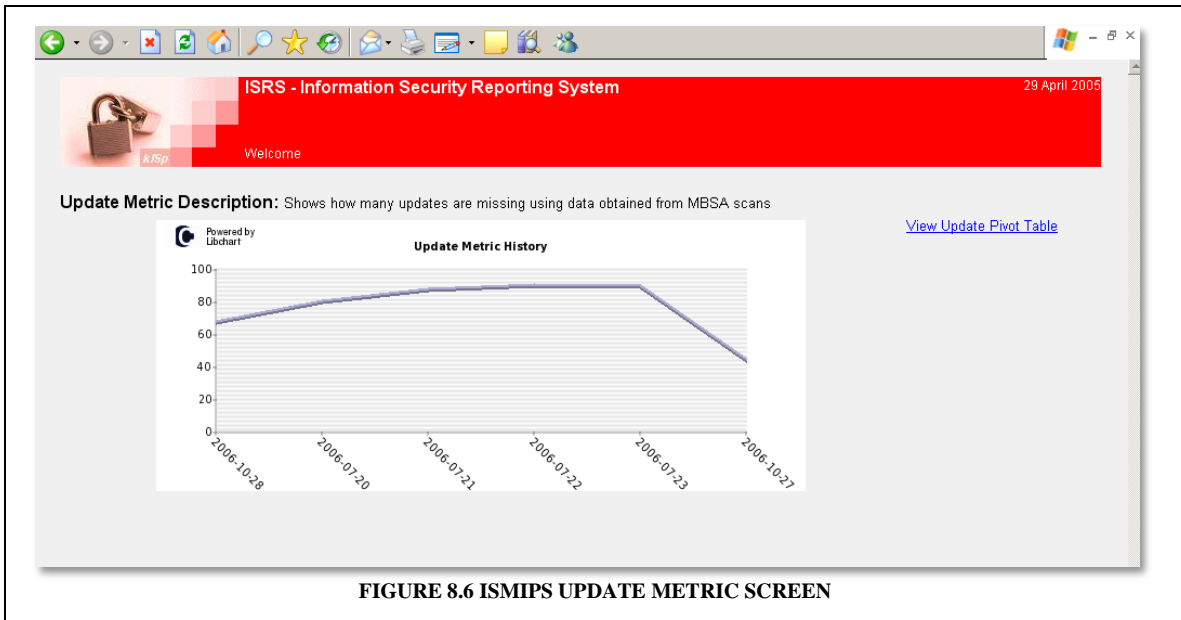 ISRS - Information Security Reporting System
29 April 2005
kf5p
Welcome
Update Metric Description: Shows how many updates are missing using data obtained from MBSA scans
View Update Pivot Table
Powered by
Libchart
Update Metric History
100
80
60
40
20
0
2006-10-28
2006-07-20
2006-07-21
2006-07-22
2006-07-23
2006-10-27
FIGURE 8.6 ISMIPS UPDATE METRIC SCREEN